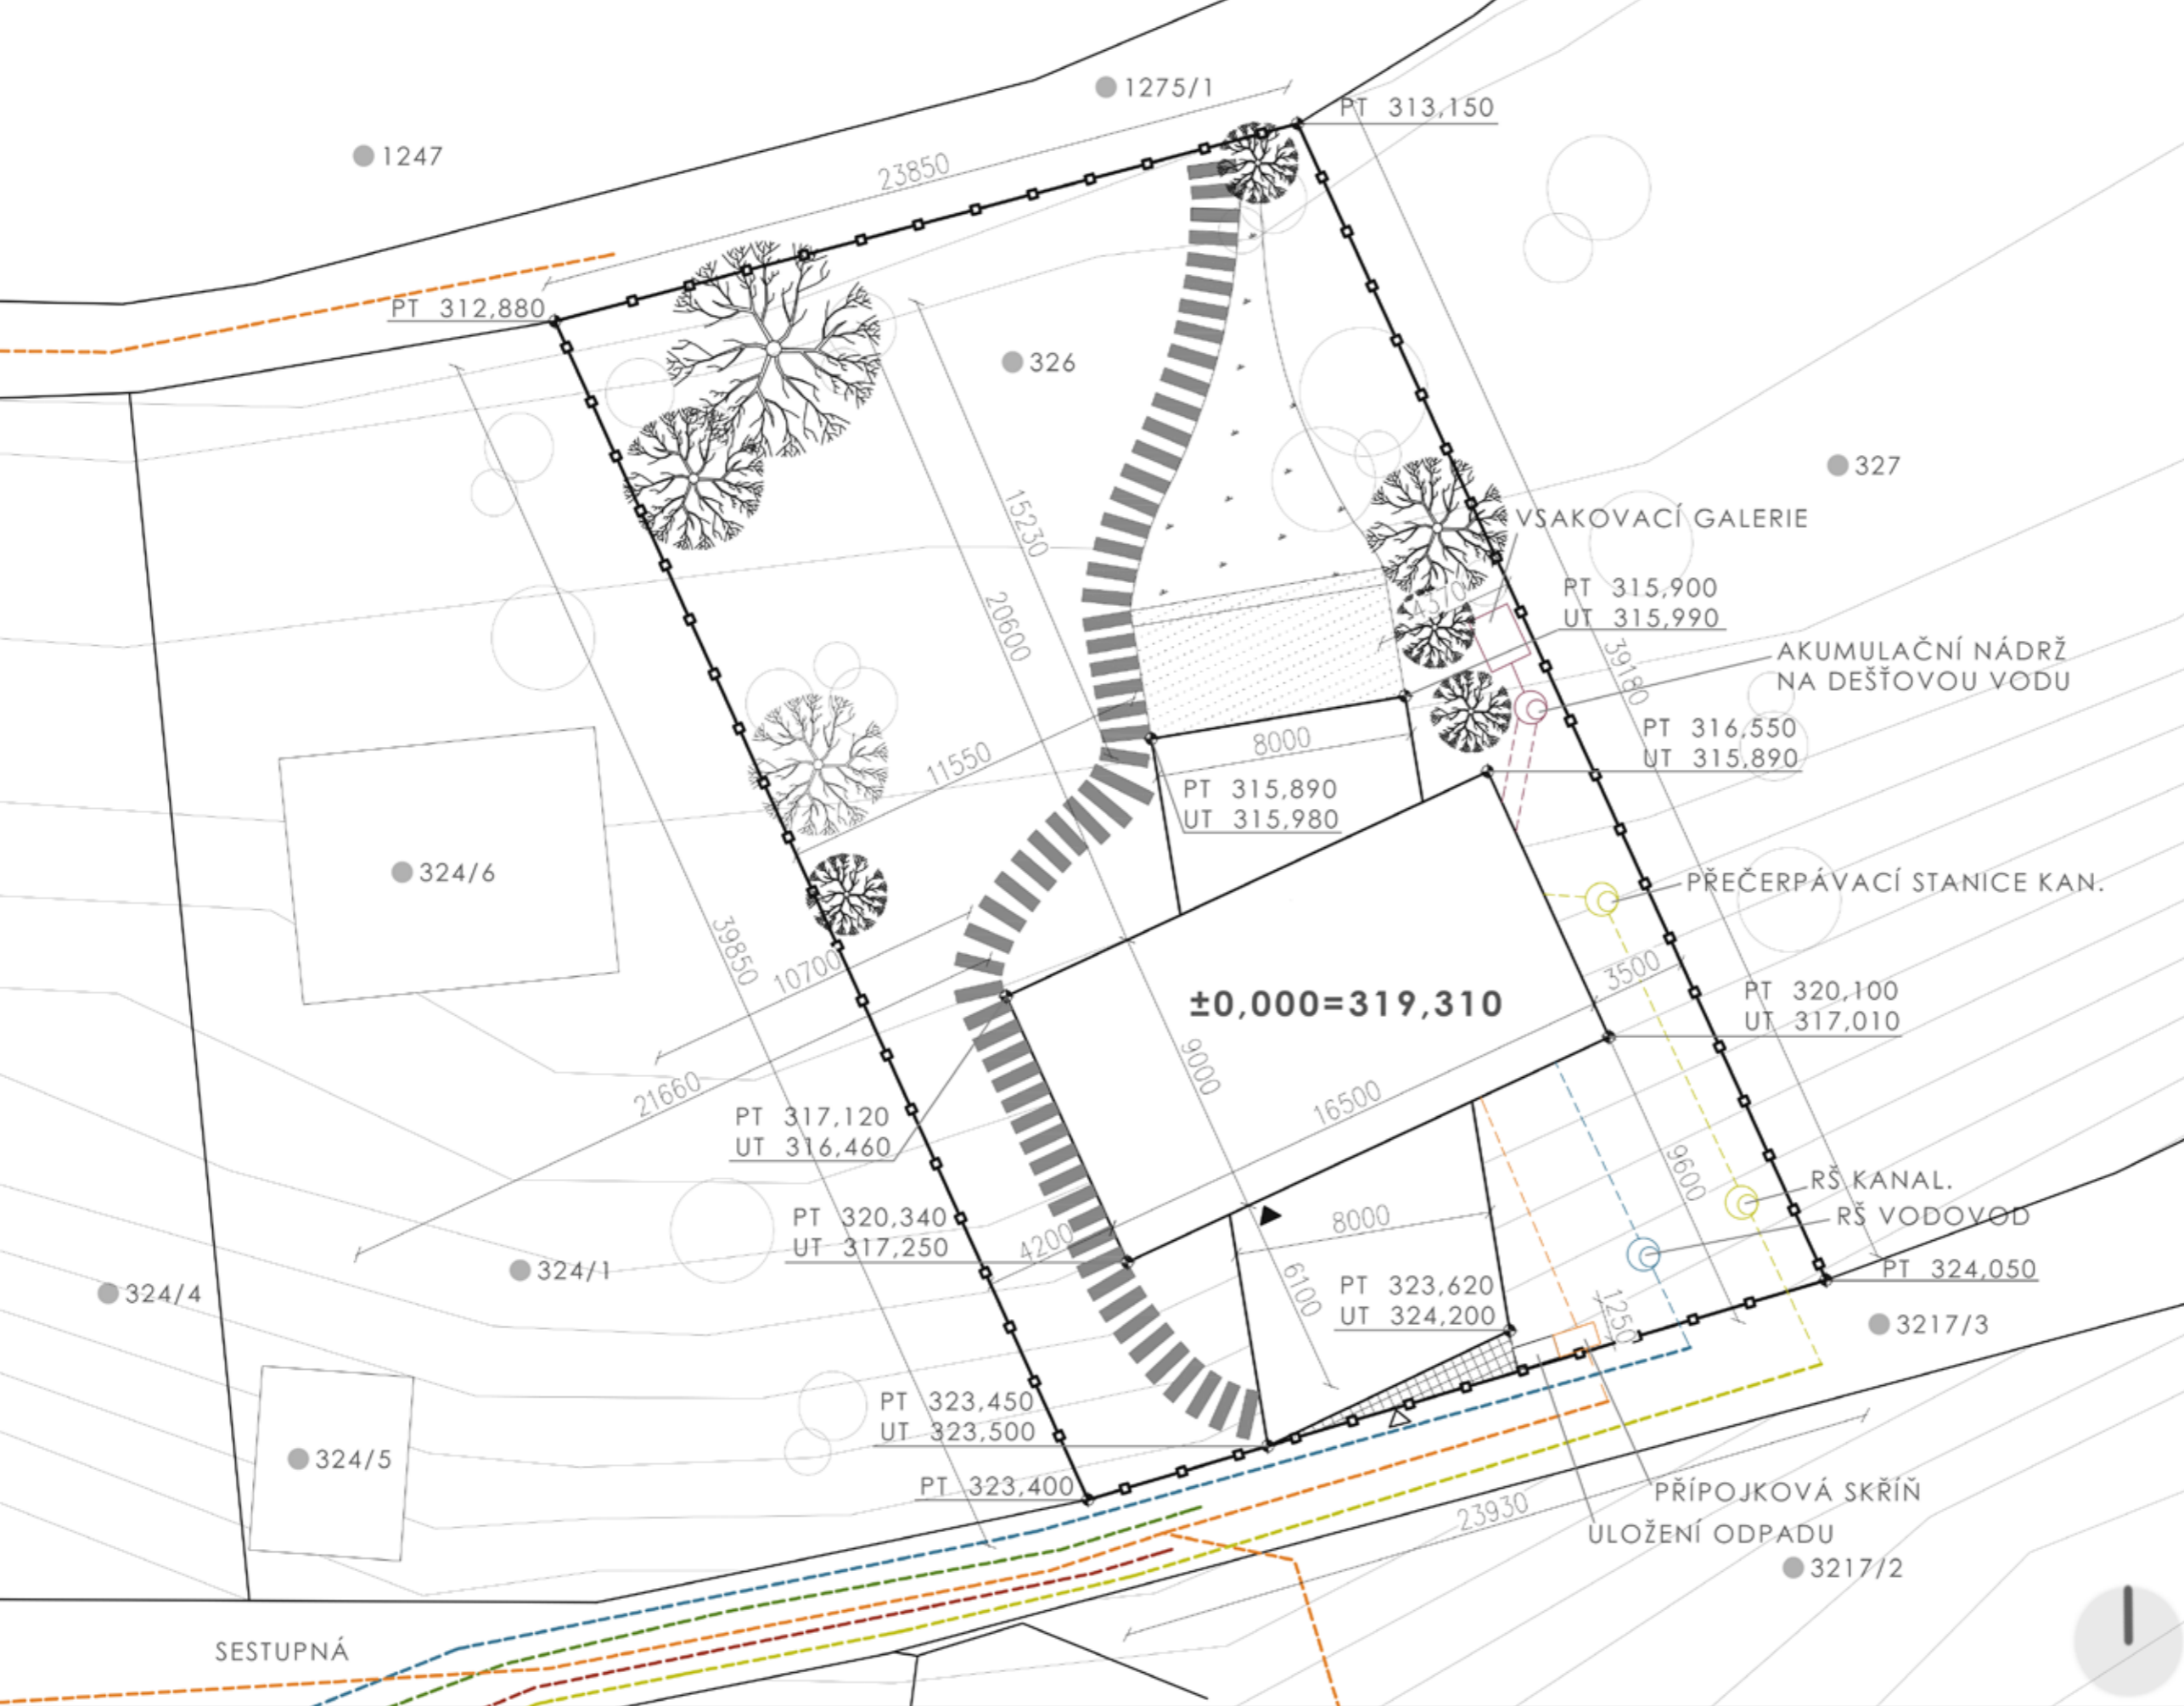 1275/1
PT 313,150
1247
23850
PT 312,880
326
327
15230
VSAKOVACÍ GALERIE
PT 315,900
UT 315,990
4370
20600
39180
AKUMULAČNÍ NÁDRŽ
NA DEŠŤOVOU VODU
PT 316,550
UT 315,890
8000
11550
PT 315,890
UT 315,980
324/6
PŘEČERPÁVACÍ STANICE KAN.
39850
10700
3500
±0,000=319,310
PT 320,100
UT 317,010
9000
21660
16500
PT 317,120
UT 316,460
9600
RŠ KANAL.
RŠ VODOVOD
PT 320,340
UT 317,250
4200
8000
324/1
324/4
6100
PT 323,620
UT 324,200
1250
PT 324,050
3217/3
PT 323,450
UT 323,500
324/5
PT 323,400
PŘÍPOJKOVÁ SKŘÍŇ
23930
ULOŽENÍ ODPADU
3217/2
SESTUPNÁ